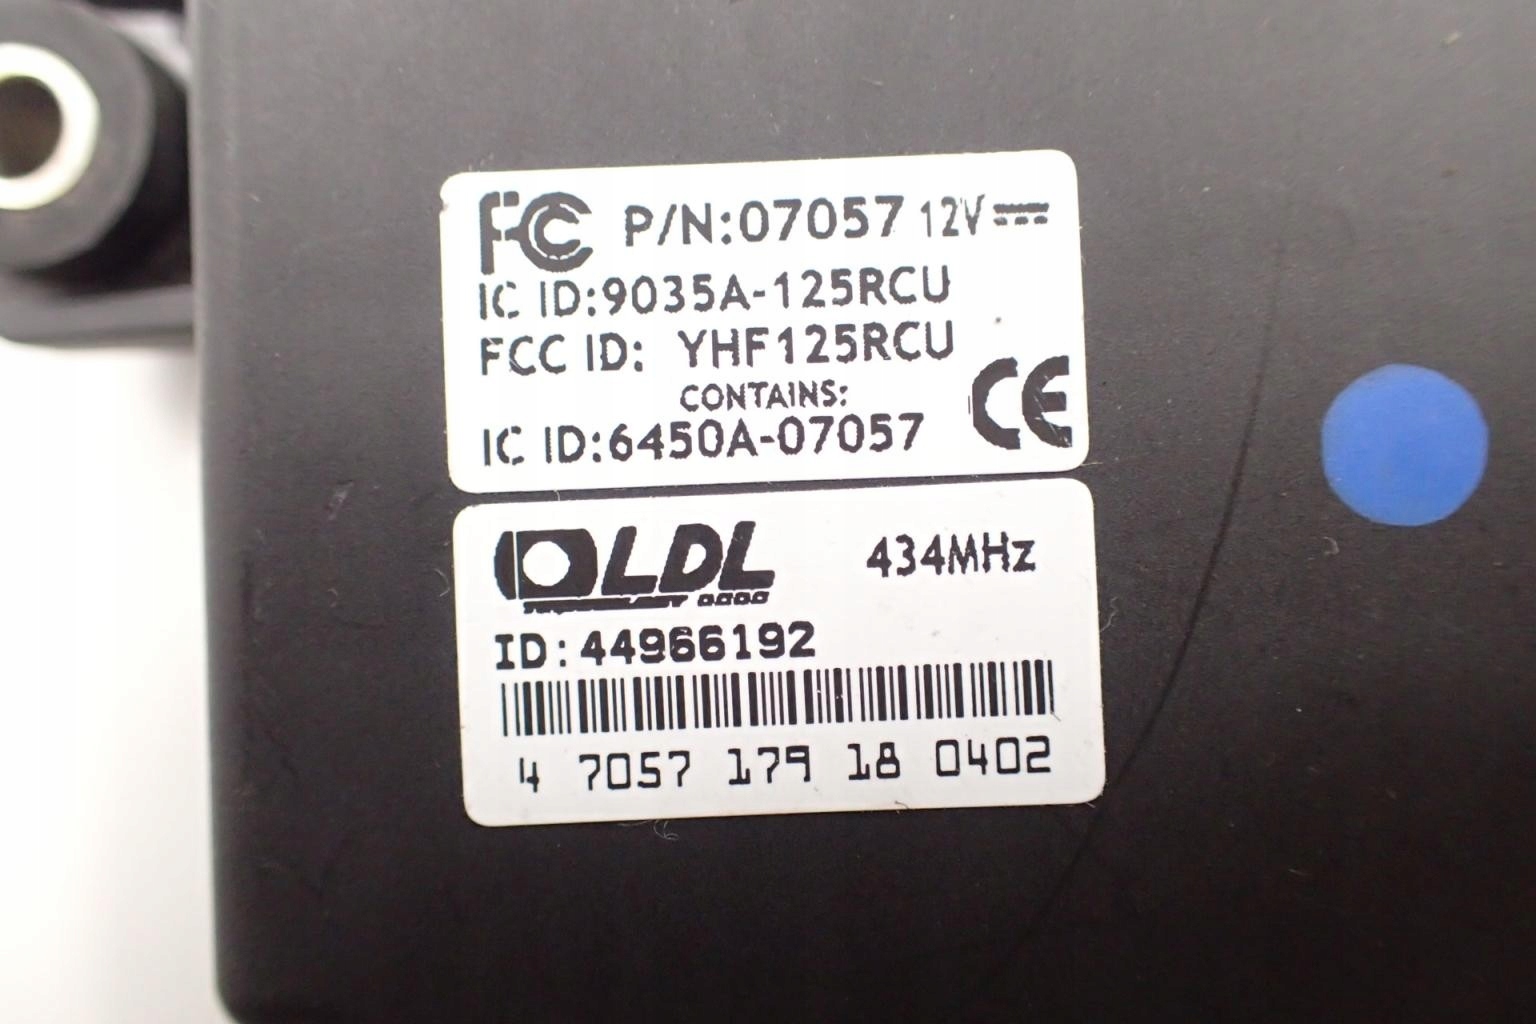 FC P/N:07057 12V
IC ID:9035A-125RCU
FCC ID: YHF125RCU
CONTAINS:
IC ID:6450A-07057 CE
LDL 434MHz
TECHNOLOGY
ID:44966192
4 7057 179 18 0402